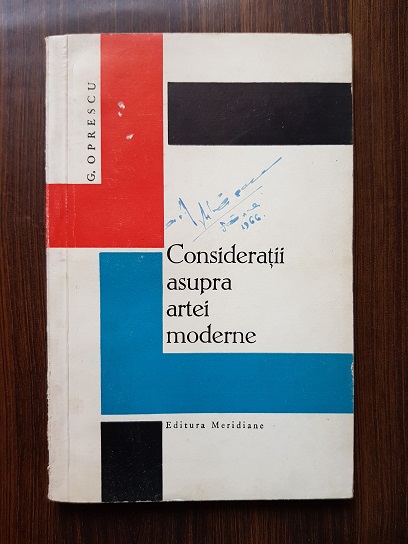 G. OPRESCU
1966.
Considerații
asupra
artei
moderne
Editura Meridiane